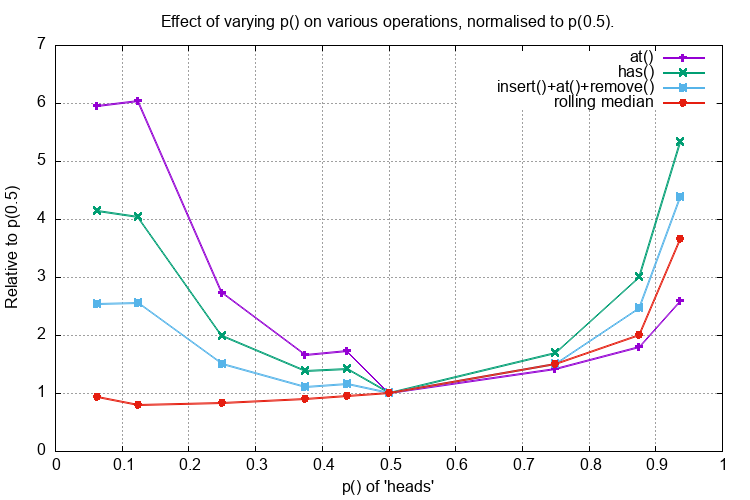 Effect of varying p() on various operations, normalised to p(0.5).
7
6
5
4
3
2
1
0
Relative to p(0.5)
at()
has()
insert()+at()+remove()
rolling median
0 0.1 0.2 0.3 0.4 0.5 0.6 0.7 0.8 0.9 1
p() of 'heads'